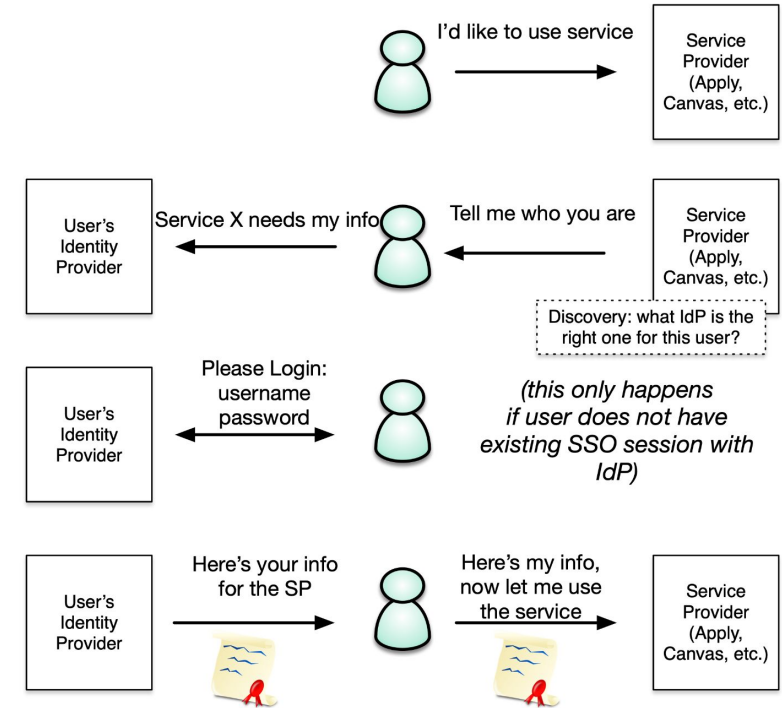 I'd like to use service
Service
Provider
(Apply,
Canvas, etc.)
User's
Identity
Provider
Service X needs my info
Tell me who you are
Service
Provider
(Apply,
Canvas, etc.)
Discovery: what IdP is the
right one for this user?
User's
Identity
Provider
Please Login:
username
password
(this only happens
if user does not have
existing SSO session with
IdP)
User's
Identity
Provider
Here's your info
for the SP
Here's my info,
now let me use
the service
Service
Provider
(Apply,
Canvas, etc.)